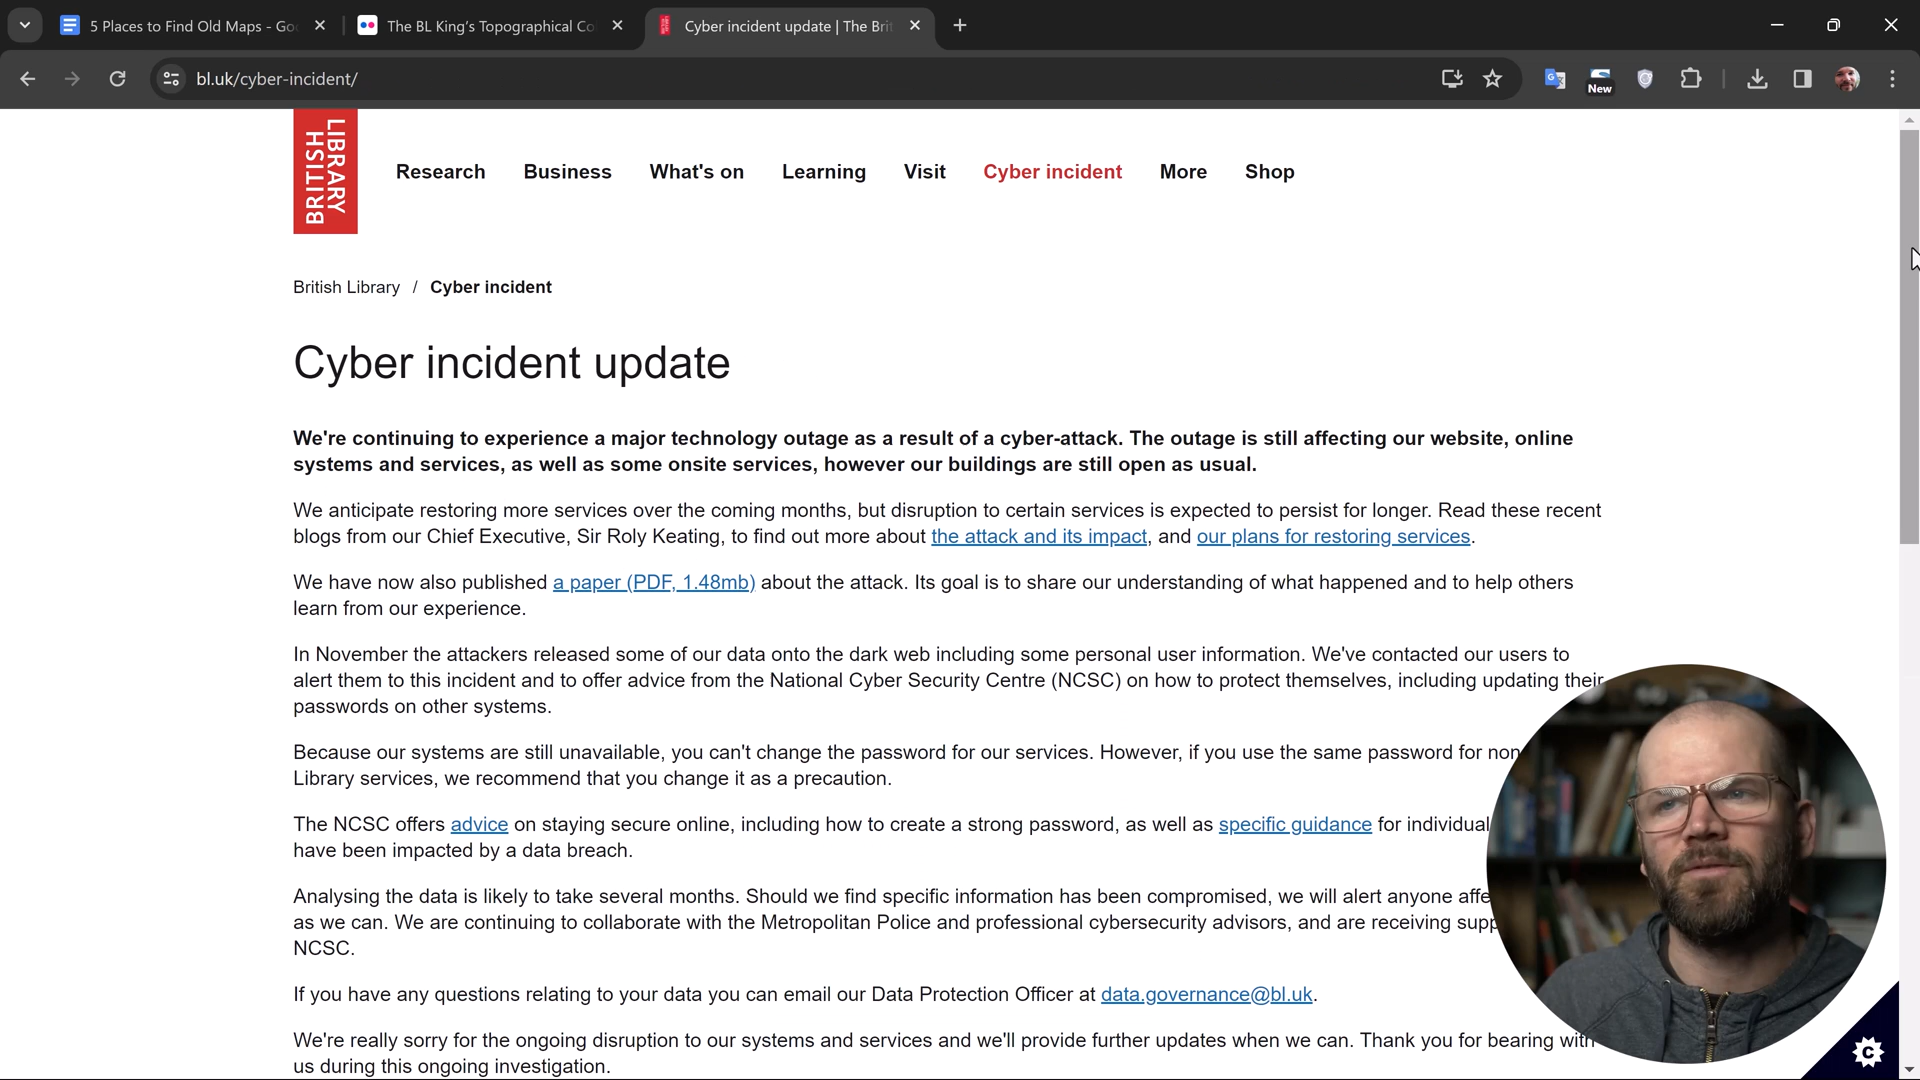 5 Places to Find Old Maps - Goo
The BL King's Topographical Co
Cyber incident update | The Brit
bl.uk/cyber-incident/
New
BRITISH
LIBRARY
Research
Business
What's on
Learning
Visit
Cyber incident
More
Shop
British Library / Cyber incident
Cyber incident update
We're continuing to experience a major technology outage as a result of a cyber-attack. The outage is still affecting our website, online
systems and services, as well as some onsite services, however our buildings are still open as usual.
We anticipate restoring more services over the coming months, but disruption to certain services is expected to persist for longer. Read these recent
blogs from our Chief Executive, Sir Roly Keating, to find out more about the attack and its impact, and our plans for restoring services.
We have now also published a paper (PDF, 1.48mb) about the attack. Its goal is to share our understanding of what happened and to help others
learn from our experience.
In November the attackers released some of our data onto the dark web including some personal user information. We've contacted our users to
alert them to this incident and to offer advice from the National Cyber Security Centre (NCSC) on how to protect themselves, including updating their
passwords on other systems.
Because our systems are still unavailable, you can't change the password for our services. However, if you use the same password for non
Library services, we recommend that you change it as a precaution.
The NCSC offers advice on staying secure online, including how to create a strong password, as well as specific guidance for individual
have been impacted by a data breach.
Analysing the data is likely to take several months. Should we find specific information has been compromised, we will alert anyone affe
as we can. We are continuing to collaborate with the Metropolitan Police and professional cybersecurity advisors, and are receiving supp
NCSC.
If you have any questions relating to your data you can email our Data Protection Officer at data.governance@bl.uk.
We're really sorry for the ongoing disruption to our systems and services and we'll provide further updates when we can. Thank you for bearing with
us during this ongoing investigation.